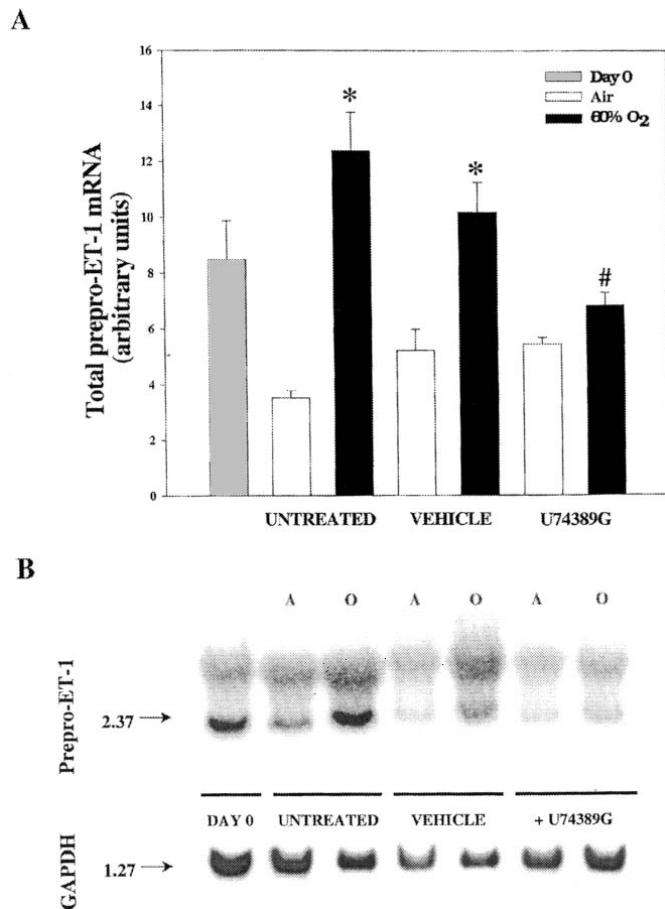 A
Total prepro-ET-1 mRNA
(arbitrary units)
16
14
12
10
8
6
4
2
0
Day 0
Air
60% O2
*
*
#
UNTREATED VEHICLE U74389G
B
A O A O A O
Prepro-ET-1
2.37
DAY 0 UNTREATED VEHICLE + U74389G
GAPDH
1.27